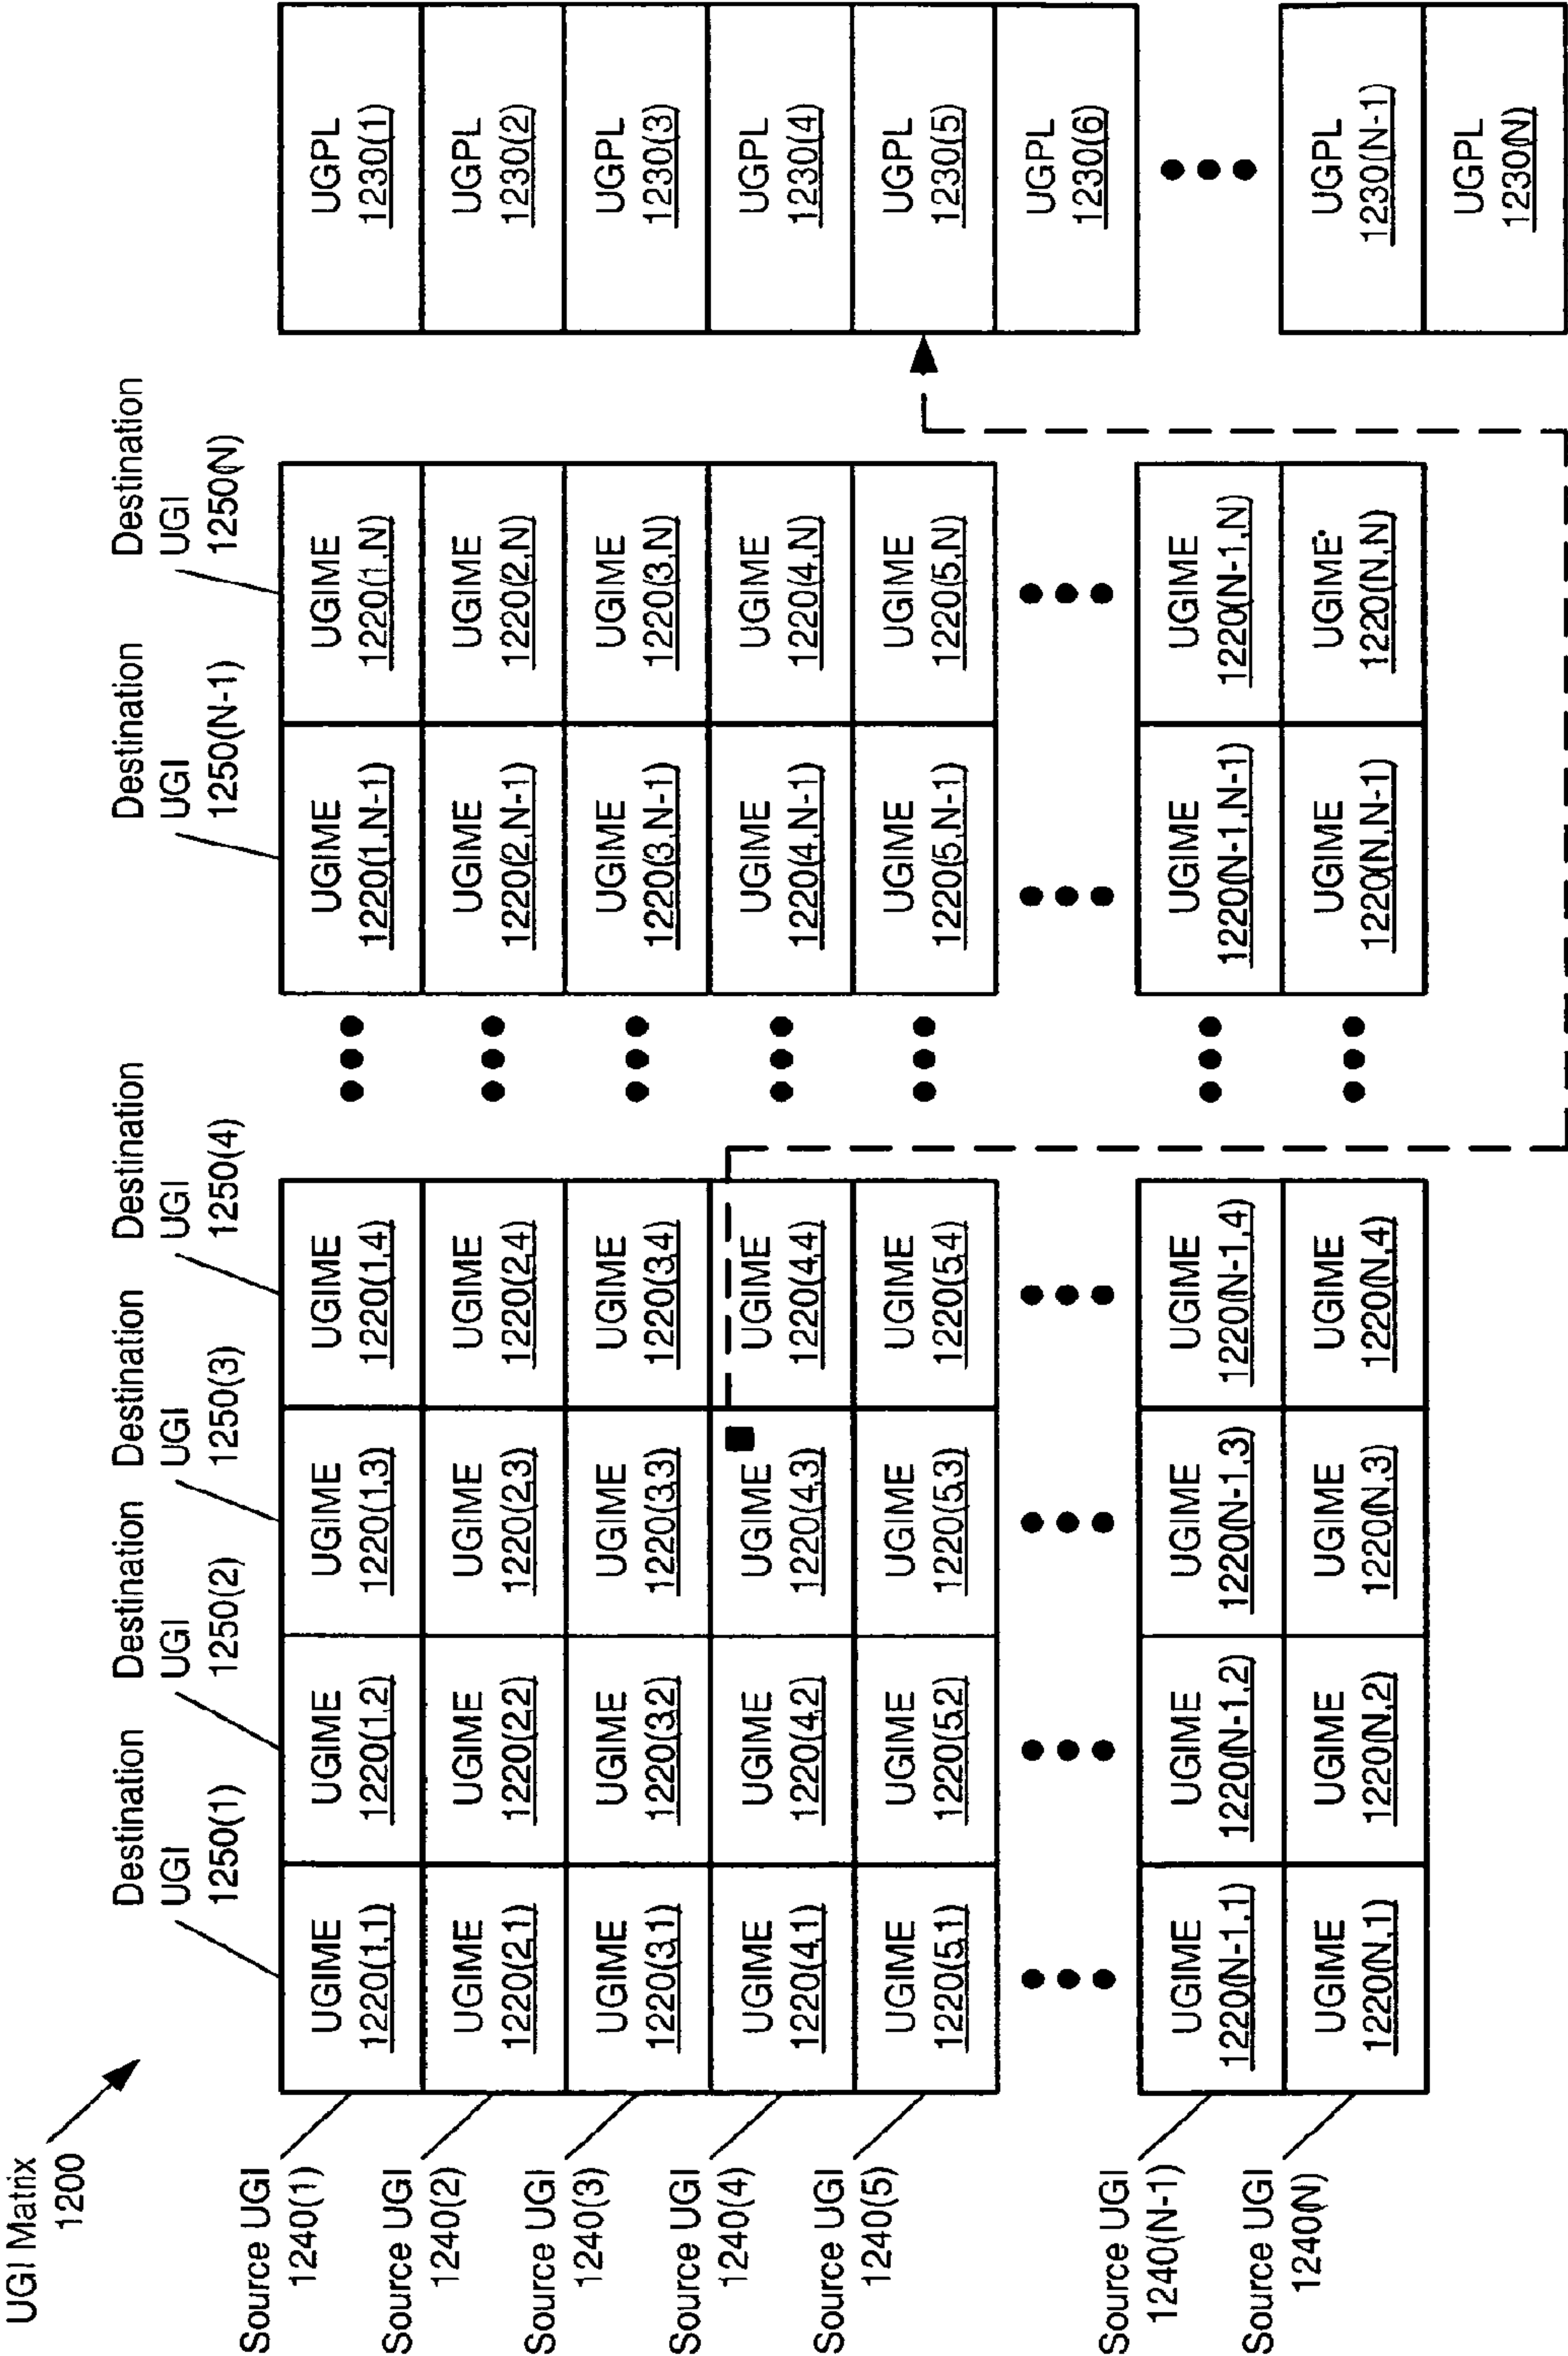 UGI Matrix
1200
Destination
UGI
1250(1)
Destination
UGI
1250(2)
Destination
UGI
1250(3)
Destination
UGI
1250(4)
Destination
UGI
1250(N-1)
Destination
UGI
1250(N)
Source UGI
1240(1)
UGIME
1220(1,1)
UGIME
1220(1,2)
UGIME
1220(1,3)
UGIME
1220(1,4)
UGIME
1220(1,N-1)
UGIME
1220(1,N)
UGPL
1230(1)
Source UGI
1240(2)
UGIME
1220(2,1)
UGIME
1220(2,2)
UGIME
1220(2,3)
UGIME
1220(2,4)
UGIME
1220(2,N-1)
UGIME
1220(2,N)
UGPL
1230(2)
Source UGI
1240(3)
UGIME
1220(3,1)
UGIME
1220(3,2)
UGIME
1220(3,3)
UGIME
1220(3,4)
UGIME
1220(3,N-1)
UGIME
1220(3,N)
UGPL
1230(3)
Source UGI
1240(4)
UGIME
1220(4,1)
UGIME
1220(4,2)
UGIME
1220(4,3)
UGIME
1220(4,4)
UGIME
1220(4,N-1)
UGIME
1220(4,N)
UGPL
1230(4)
Source UGI
1240(5)
UGIME
1220(5,1)
UGIME
1220(5,2)
UGIME
1220(5,3)
UGIME
1220(5,4)
UGIME
1220(5,N-1)
UGIME
1220(5,N)
UGPL
1230(5)
UGPL
1230(6)
Source UGI
1240(N-1)
UGIME
1220(N-1,1)
UGIME
1220(N-1,2)
UGIME
1220(N-1,3)
UGIME
1220(N-1,4)
UGIME
1220(N-1,N-1)
UGIME
1220(N-1,N)
UGPL
1230(N-1)
Source UGI
1240(N)
UGIME
1220(N,1)
UGIME
1220(N,2)
UGIME
1220(N,3)
UGIME
1220(N,4)
UGIME
1220(N,N-1)
UGIME
1220(N,N)
UGPL
1230(N)